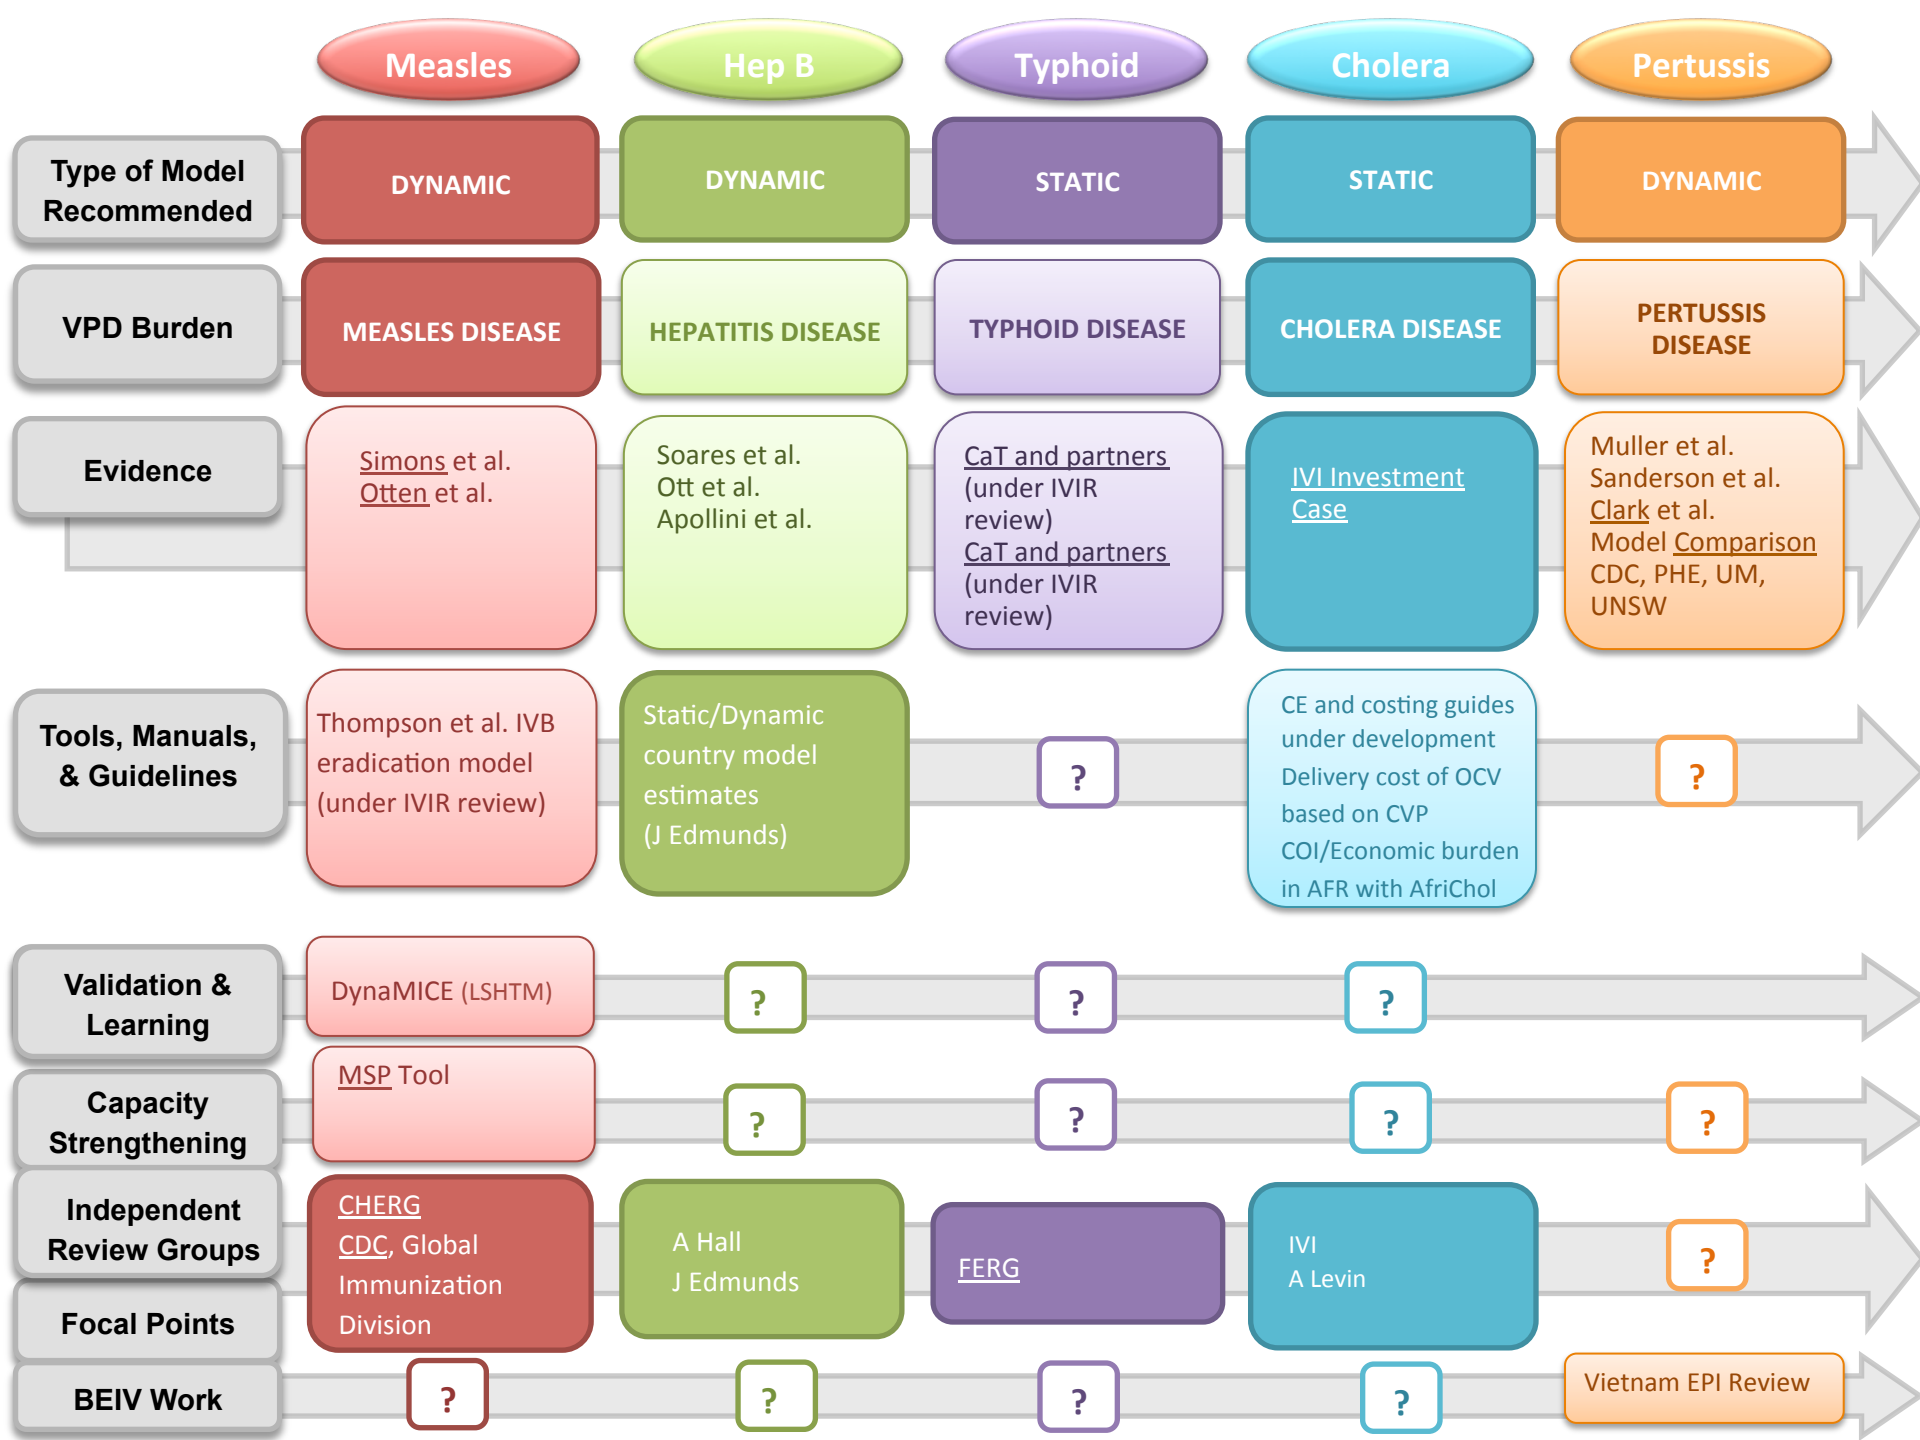 Measles
Hep B
Typhoid
Cholera
Pertussis
Type of Model
Recommended
DYNAMIC
DYNAMIC
STATIC
STATIC
DYNAMIC
VPD Burden
MEASLES DISEASE
HEPATITIS DISEASE
TYPHOID DISEASE
CHOLERA DISEASE
PERTUSSIS
DISEASE
Evidence
Simons et al.
Otten et al.
Soares et al.
Ott et al.
Apollini et al.
CaT and partners
(under IVIR
review)
CaT and partners
(under IVIR
review)
IVI Investment
Case
Muller et al.
Sanderson et al.
Clark et al.
Model Comparison
CDC, PHE, UM,
UNSW
Tools, Manuals,
& Guidelines
Thompson et al. IVB
eradication model
(under IVIR review)
Static/Dynamic
country model
estimates
(J Edmunds)
?
CE and costing guides
under development
Delivery cost of OCV
based on CVP
COI/Economic burden
in AFR with AfriChol
?
Validation &
Learning
DynaMICE (LSHTM)
?
?
?
Capacity
Strengthening
MSP Tool
?
?
?
?
Independent
Review Groups
Focal Points
CHERG
CDC, Global
Immunization
Division
A Hall
J Edmunds
FERG
IVI
A Levin
?
BEIV Work
?
?
?
?
Vietnam EPI Review